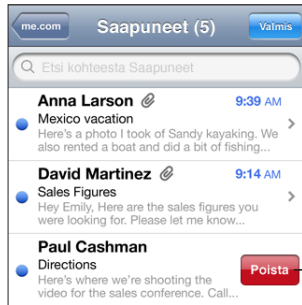 me.com Saapuneet (5) Valmis
Etsi kohteesta Saapuneet
Anna Larson 9:39 AM
Mexico vacation
Here's a photo I took of Sandy kayaking. We
also rented a boat and did a bit of fishing...
David Martinez 9:14 AM
Sales Figures
Hey Emily, Here are the sales figures you
were looking for. Please let me know...
Paul Cashman
Directions
Here's where we're shooting the
video for the sales conference. Call...
Poista